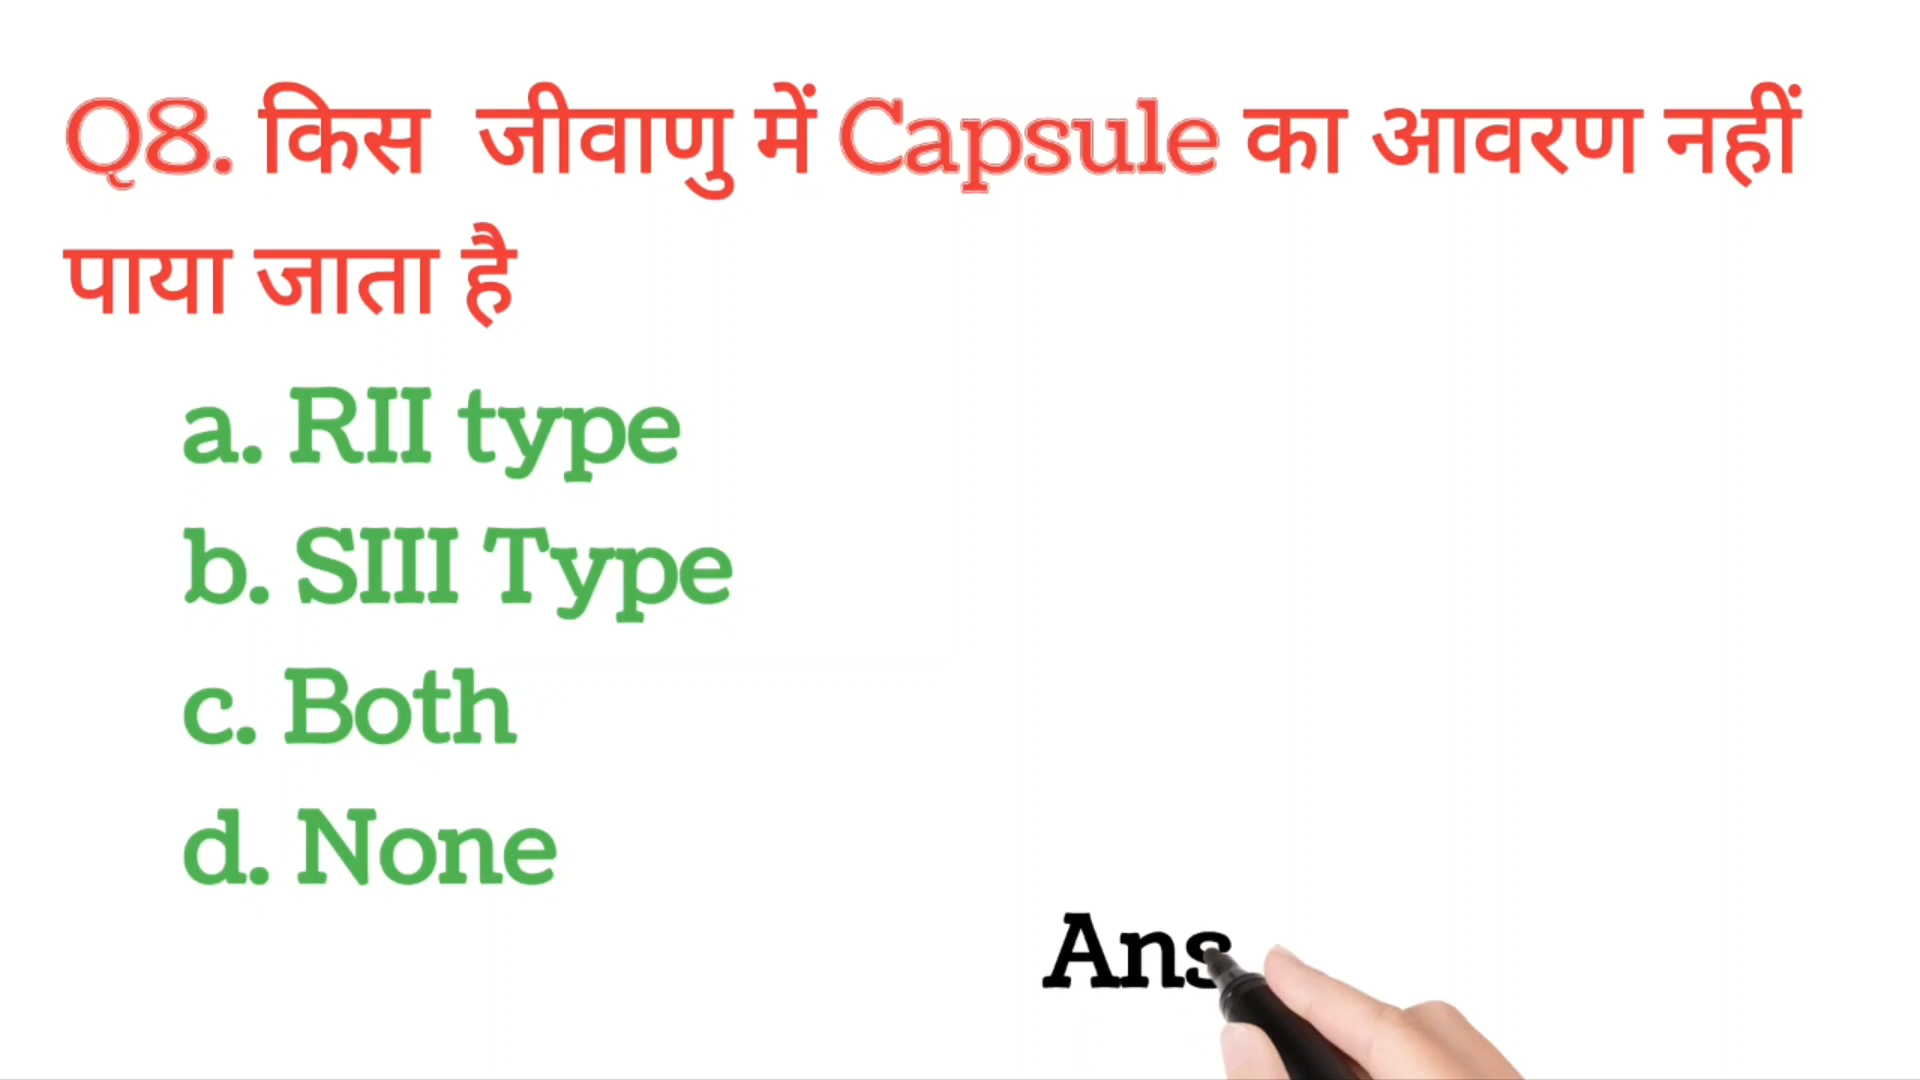 Q8. किस जीवाणु में Capsule का आवरण नहीं
पाया जाता है
a. RII type
b. SIII Type
c. Both
d. None
Ans